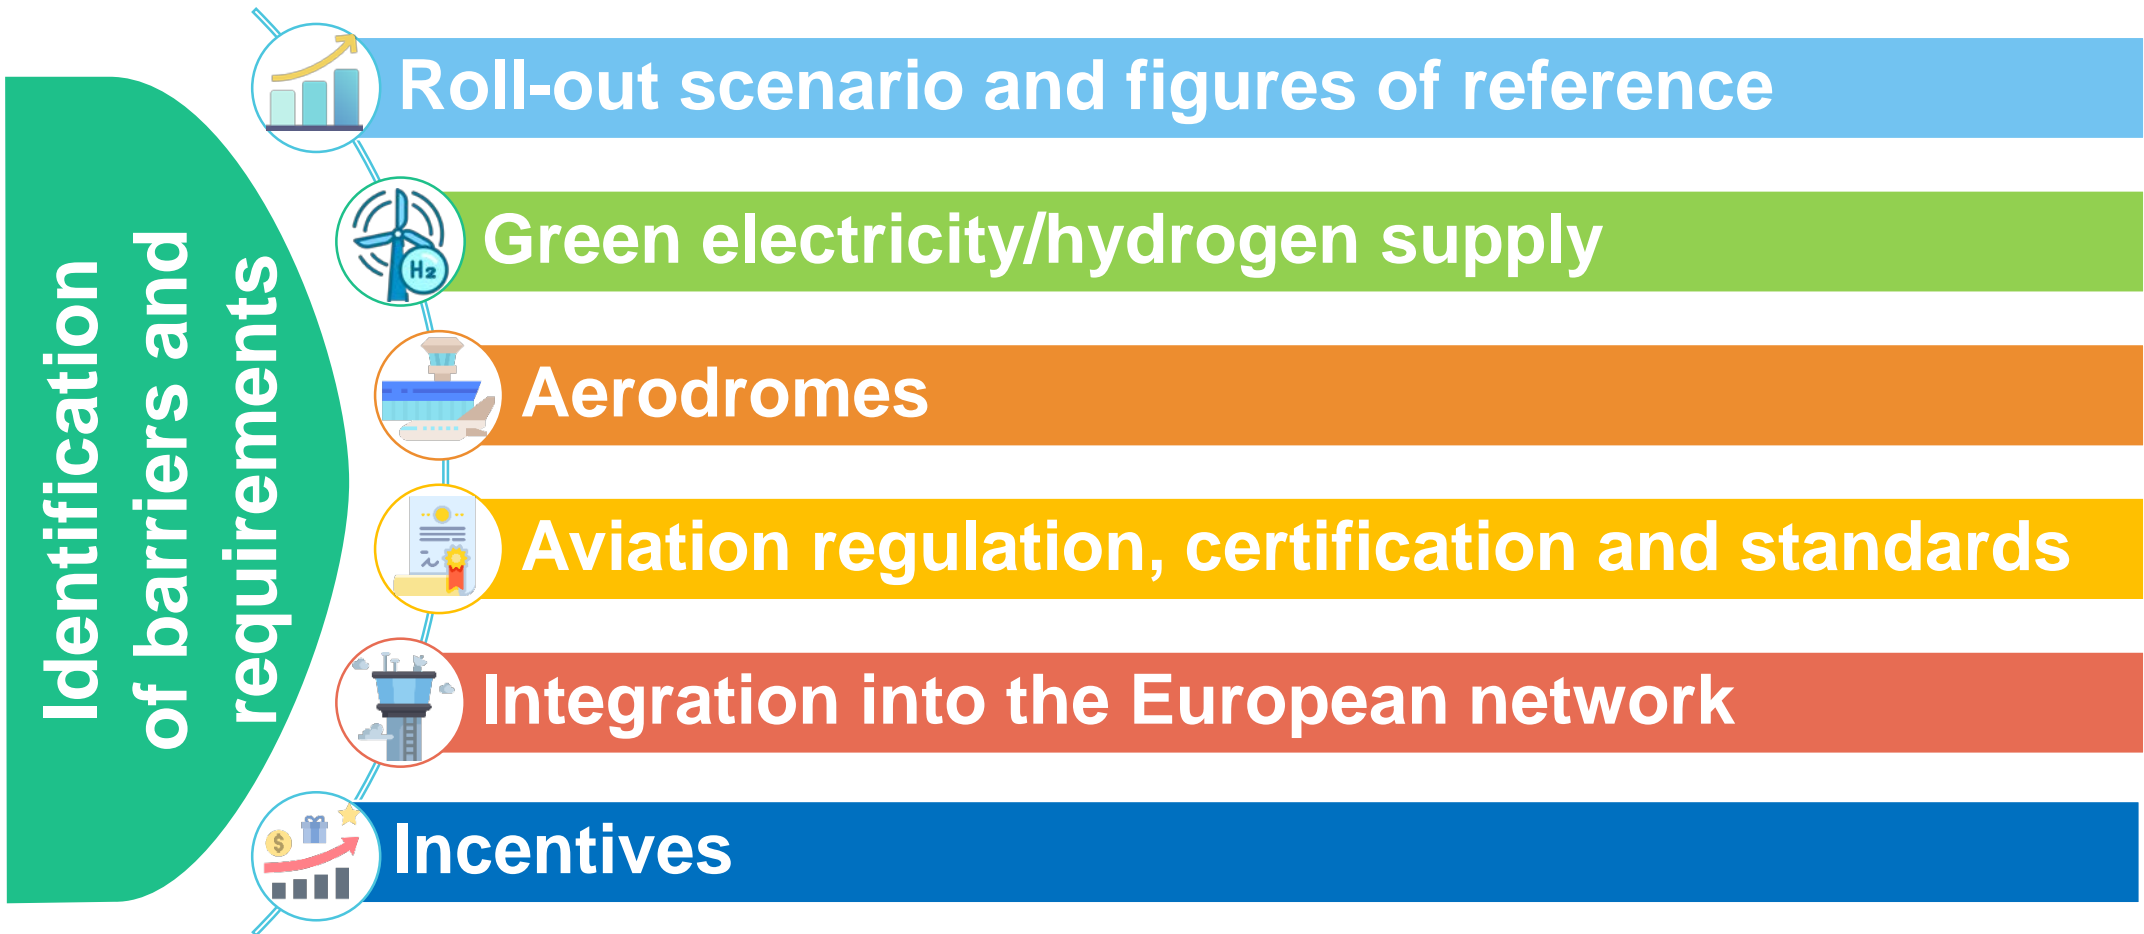 Identification
of barriers and
requirements
Roll-out scenario and figures of reference
H2
Green electricity/hydrogen supply
Aerodromes
Aviation regulation, certification and standards
Integration into the European network
$
Incentives